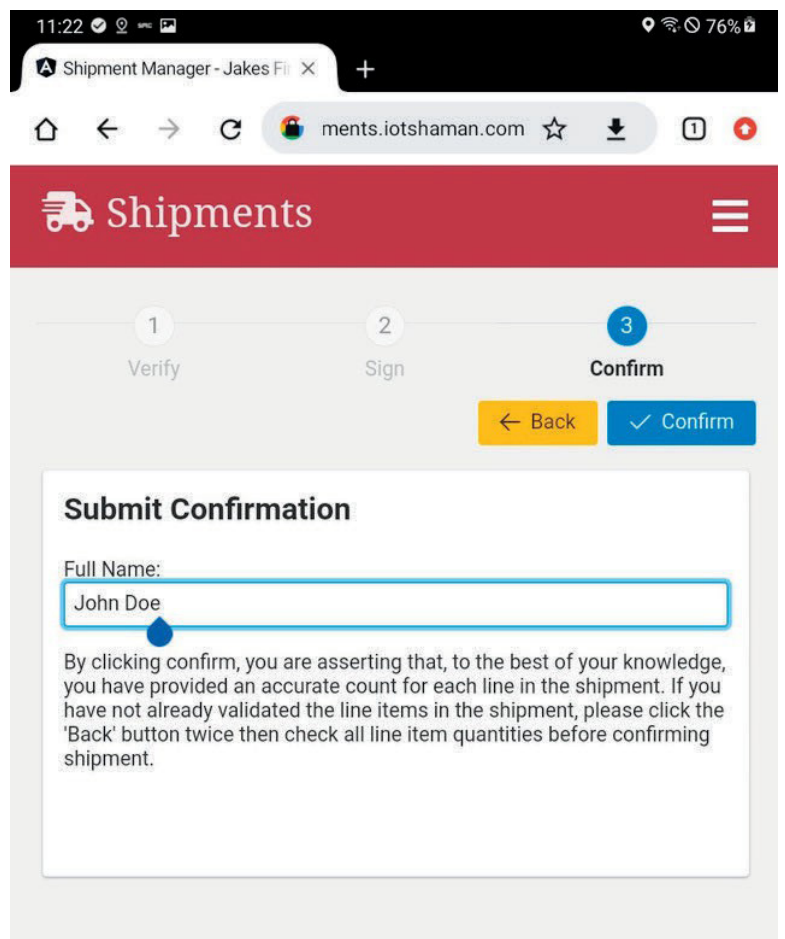 11:22 76%
Shipment Manager - Jakes Fi
ments.iotshaman.com 1
Shipments
1 2 3
Verify Sign Confirm
Back Confirm
Submit Confirmation
Full Name:
John Doe
By clicking confirm, you are asserting that, to the best of your knowledge,
you have provided an accurate count for each line in the shipment. If you
have not already validated the line items in the shipment, please click the
'Back' button twice then check all line item quantities before confirming
shipment.